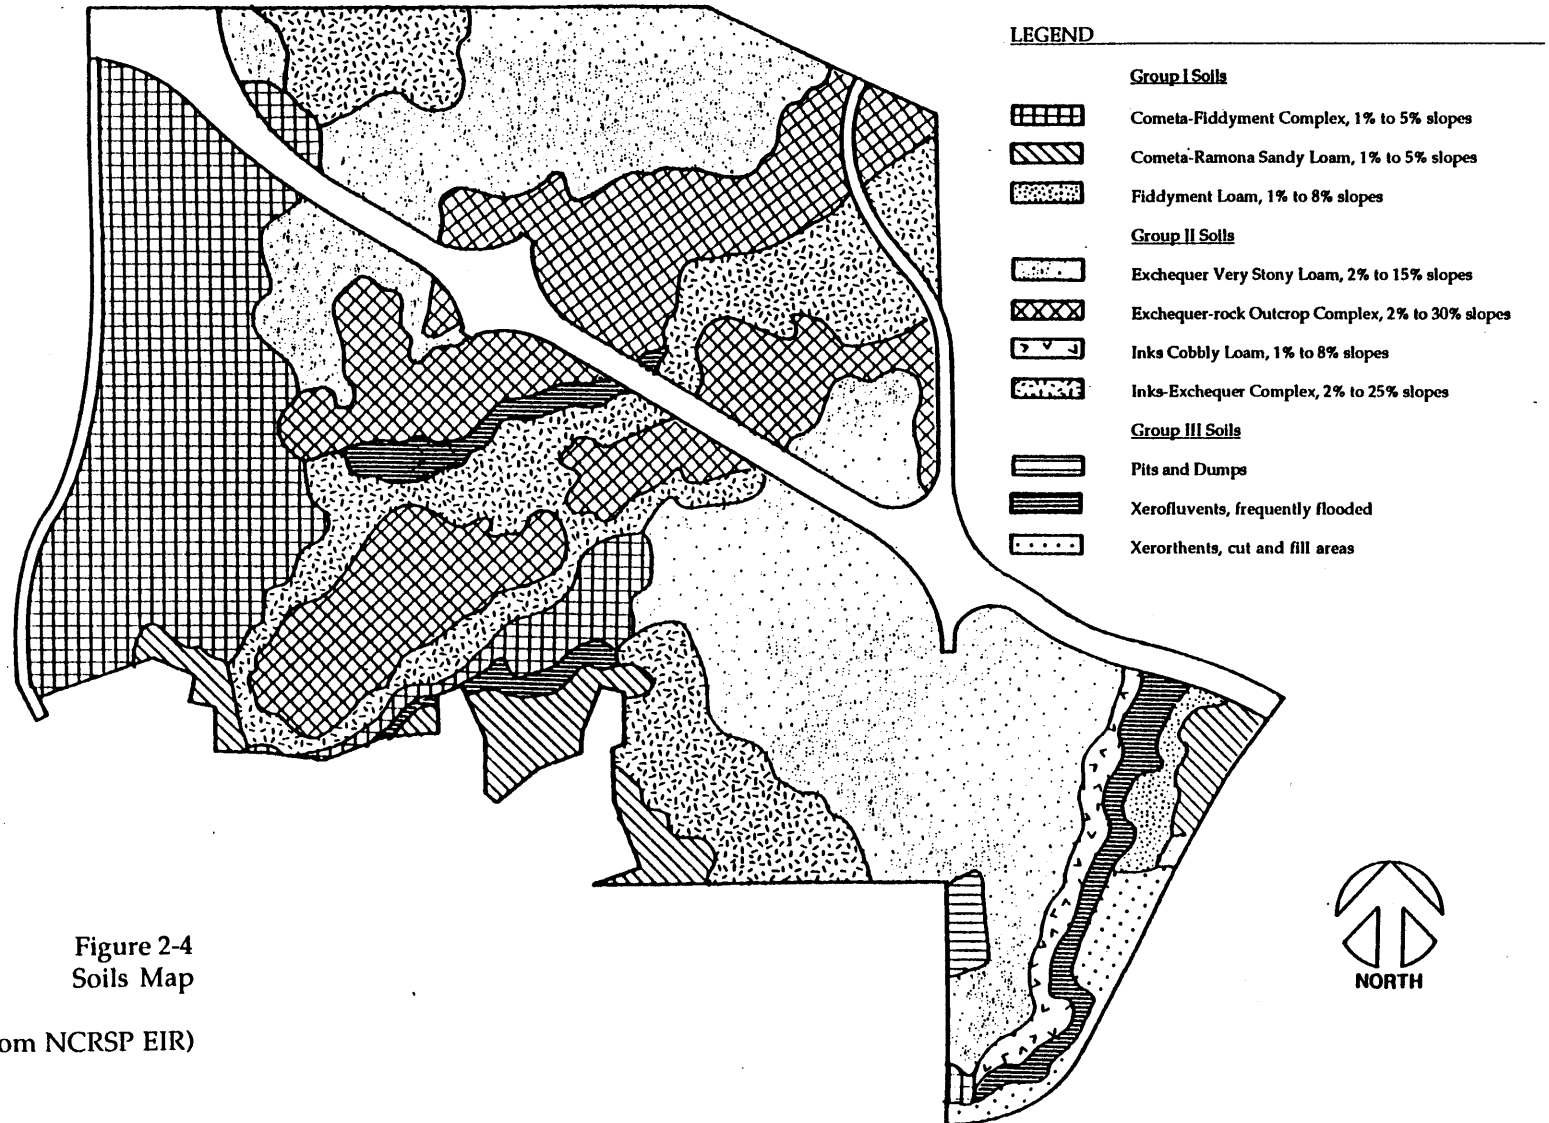 LEGEND
Group I Soils
Cometa-Fiddyment Complex, 1% to 5% slopes
Cometa-Ramona Sandy Loam, 1% to 5% slopes
Fiddyment Loam, 1% to 8% slopes
Group II Soils
Exchequer Very Stony Loam, 2% to 15% slopes
Exchequer-rock Outcrop Complex, 2% to 30% slopes
Inks Cobbly Loam, 1% to 8% slopes
Inks-Exchequer Complex, 2% to 25% slopes
Group III Soils
Pits and Dumps
Xerofluvents, frequently flooded
Xerorthents, cut and fill areas
NORTH
Figure 2-4
Soils Map
om NCRSP EIR)